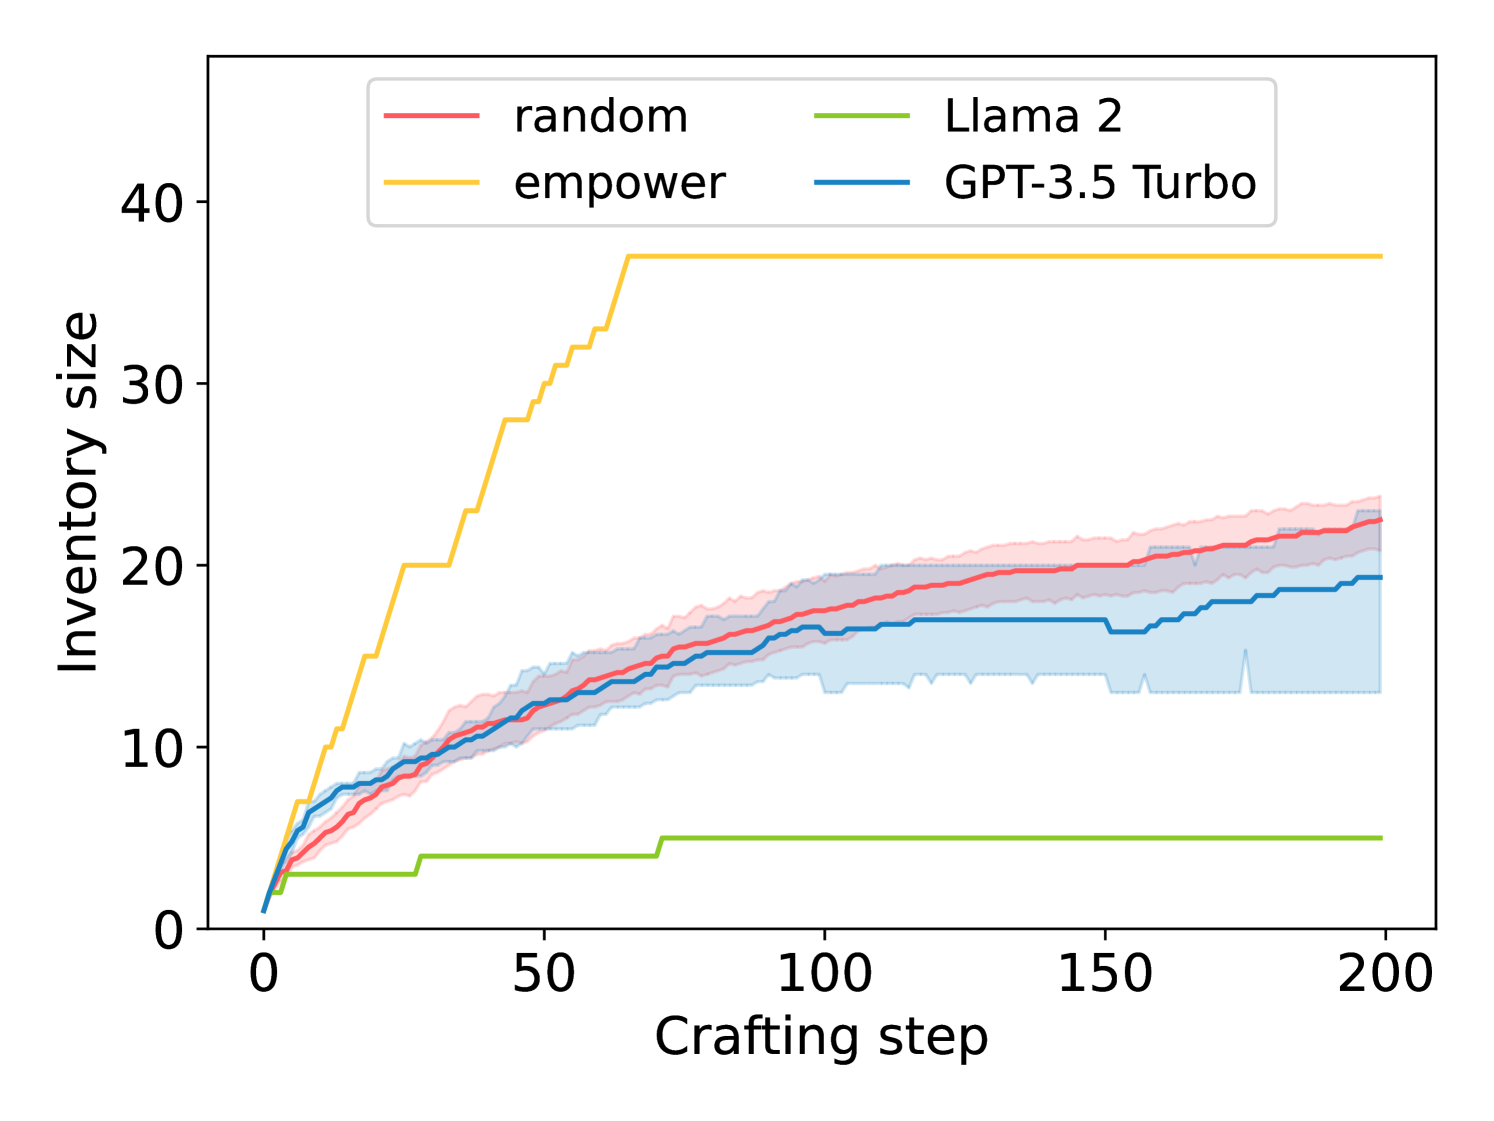 random
Llama 2
empower
GPT-3.5 Turbo
40
30
20
10
0
Inventory size
0 50 100 150 200
Crafting step